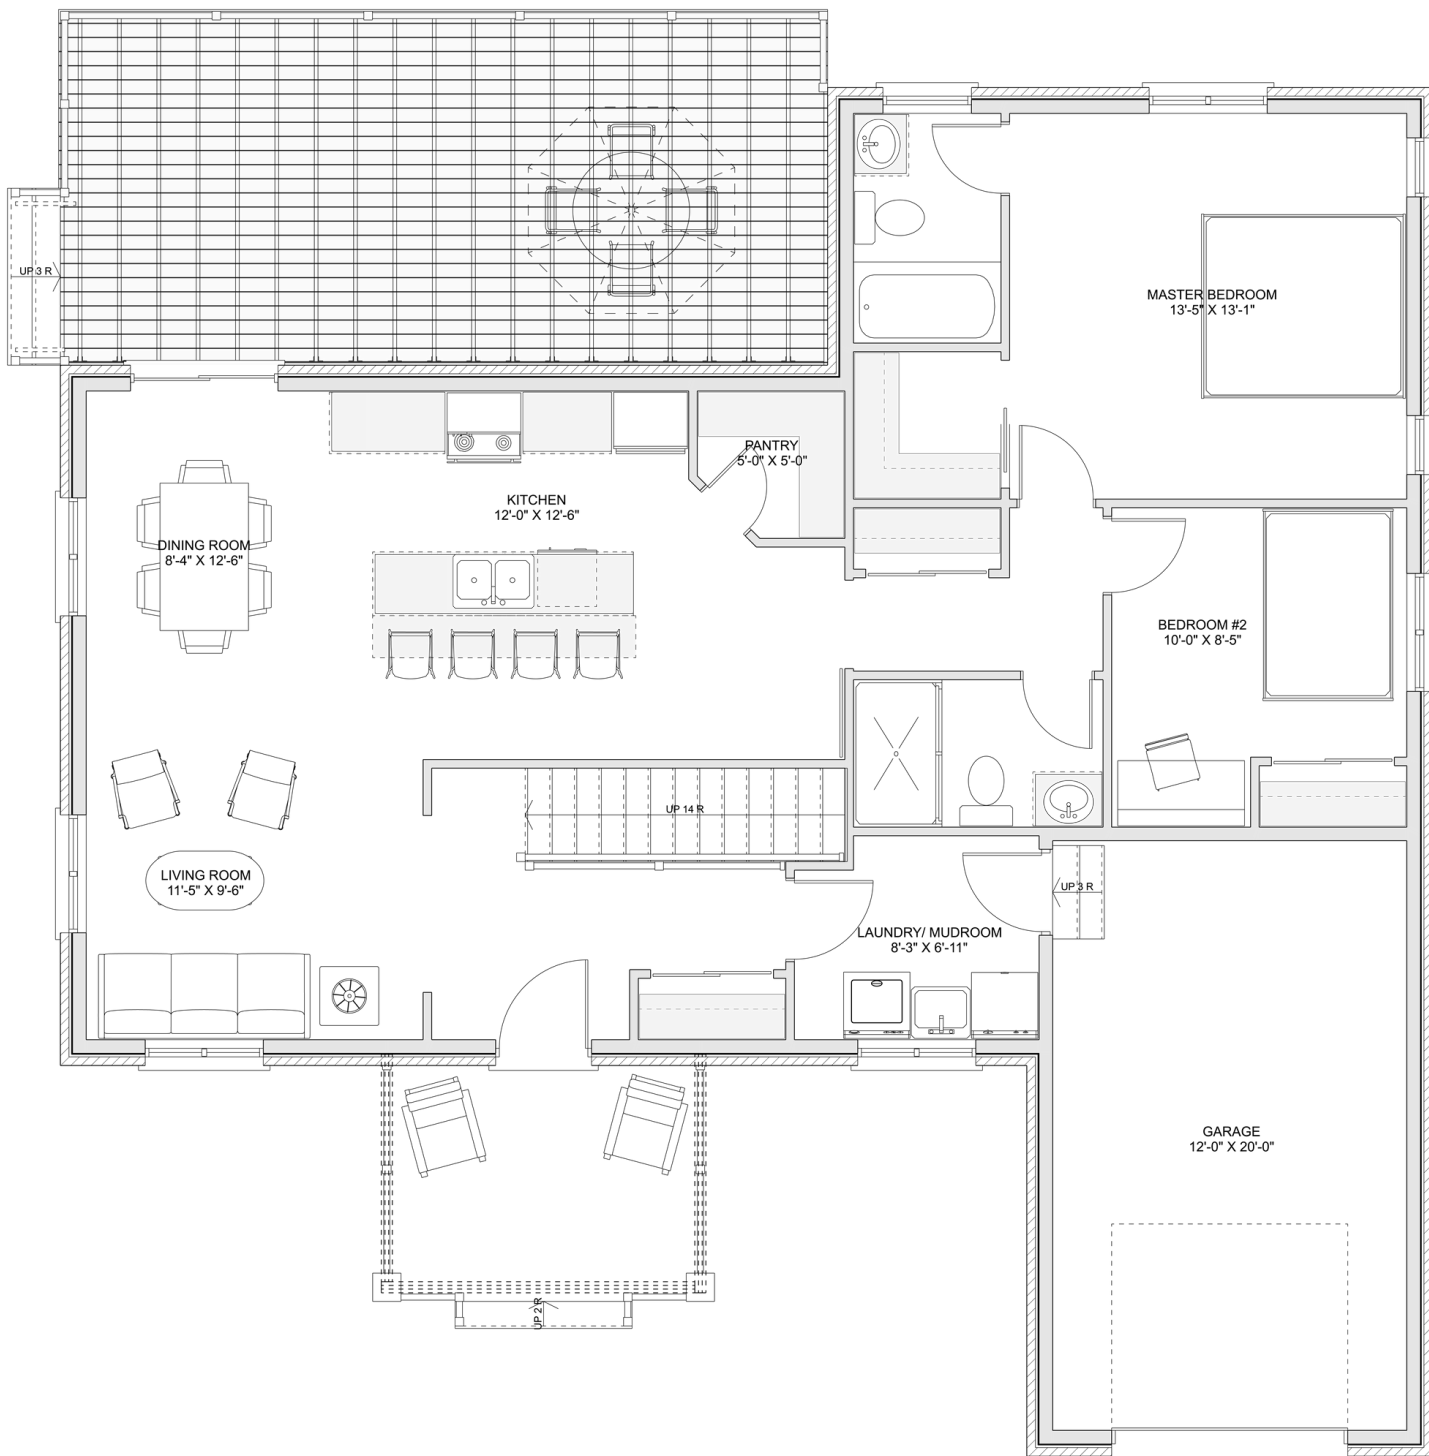 UP 3 R
MASTER BEDROOM
13'-5" X 13'-1"
PANTRY
5'-0" X 5'-0"
KITCHEN
12'-0" X 12'-6"
DINING ROOM
8'-4" X 12'-6"
BEDROOM #2
10'-0" X 8'-5"
UP 14 R
LIVING ROOM
11'-5" X 9'-6"
UP 3 R
LAUNDRY/ MUDROOM
8'-3" X 6'-11"
GARAGE
12'-0" X 20'-0"
UP 2 R